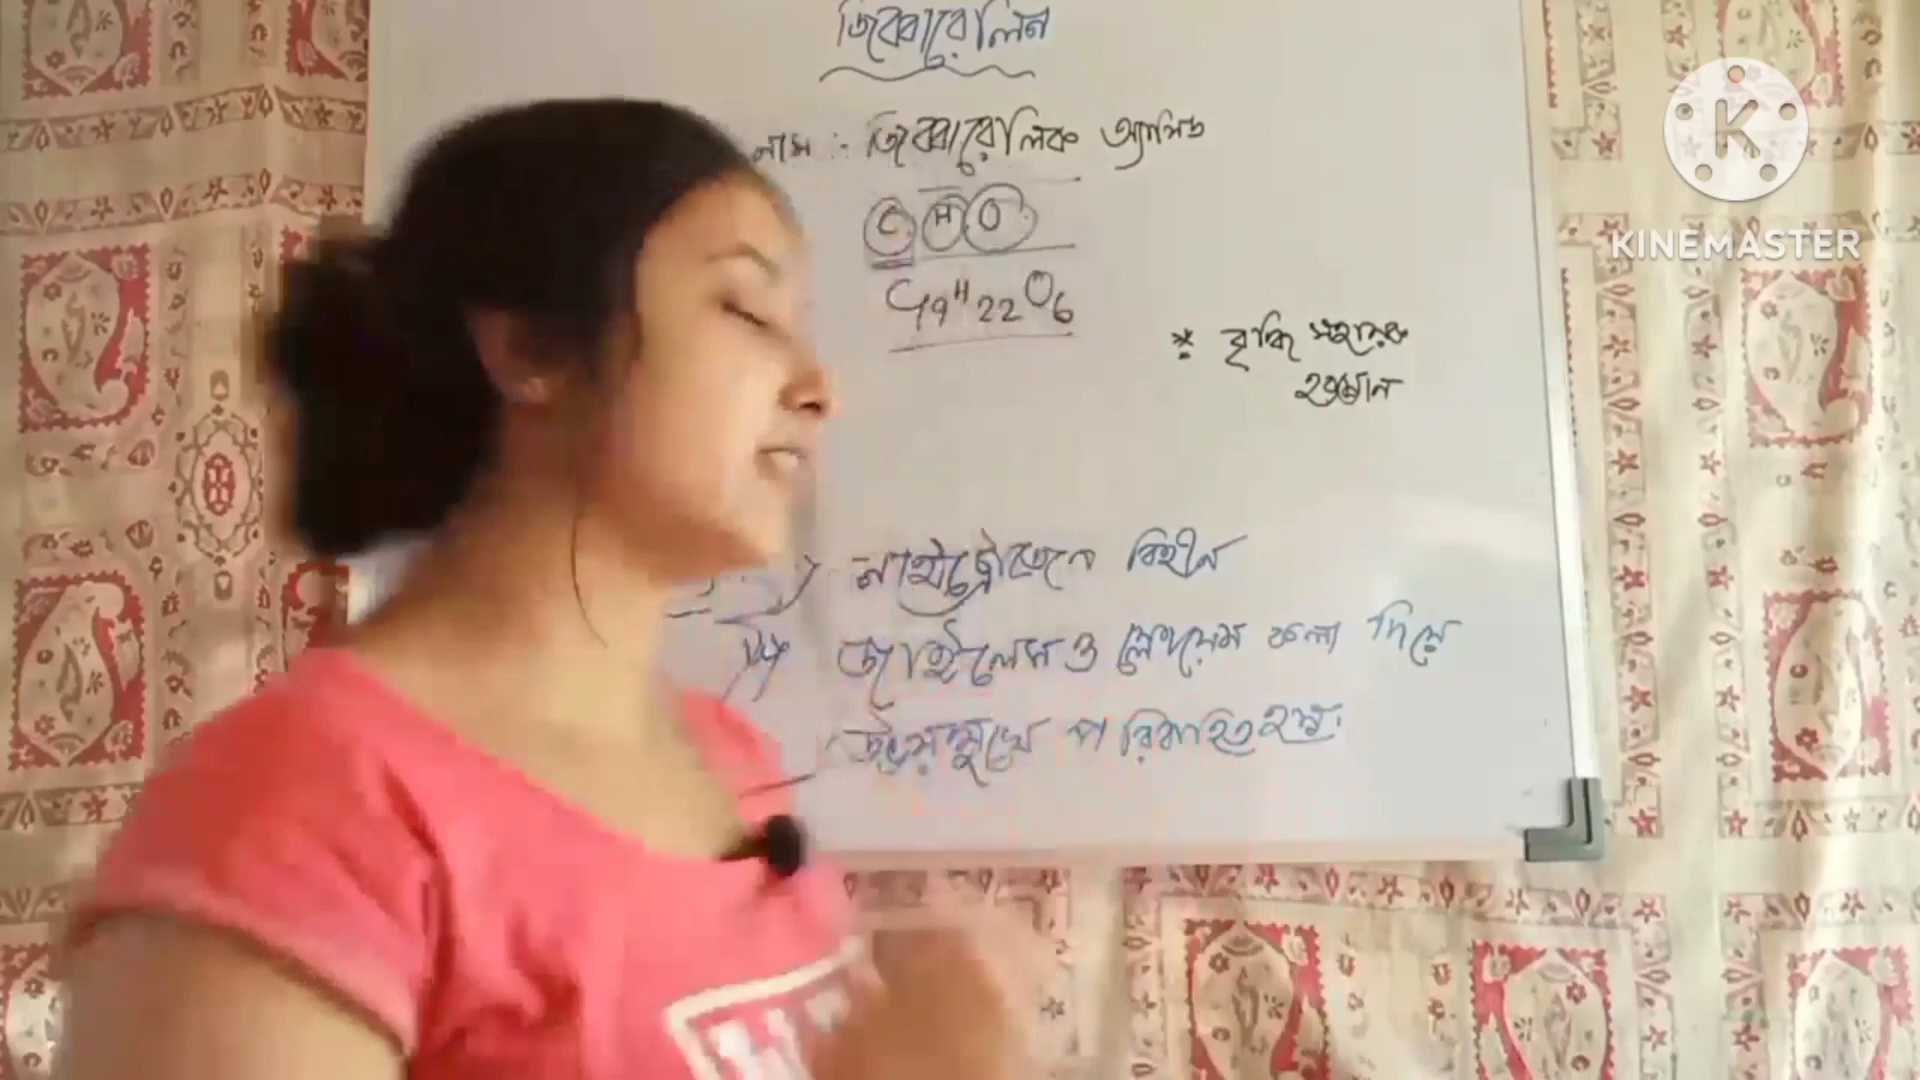 জিব্বারেলিন
নাম : জিব্বারেলিক অ্যাসিড
C H O
C19H22O6
* বৃদ্ধি সহায়ক
হরমোন
নাইট্রোজেন বিহীন
জাইলেম ও ফ্লোয়েম কলা দিয়ে
উভয়মুখে পরিবাহিত হয়।
K
KINEMASTER